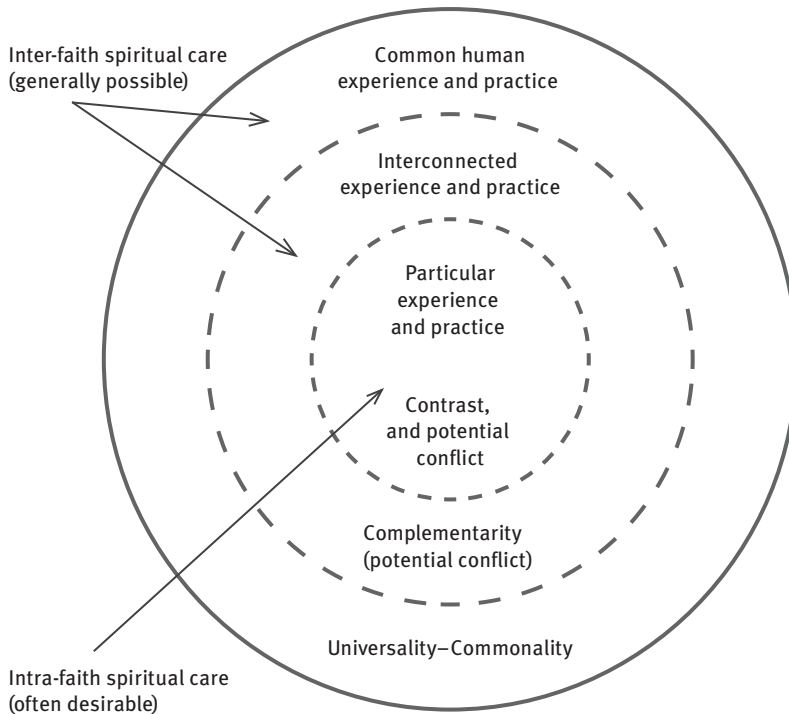 Inter-faith spiritual care
(generally possible)
Common human
experience and practice
Interconnected
experience and practice
Particular
experience
and practice
Contrast,
and potential
conflict
Complementarity
(potential conflict)
Universality–Commonality
Intra-faith spiritual care
(often desirable)